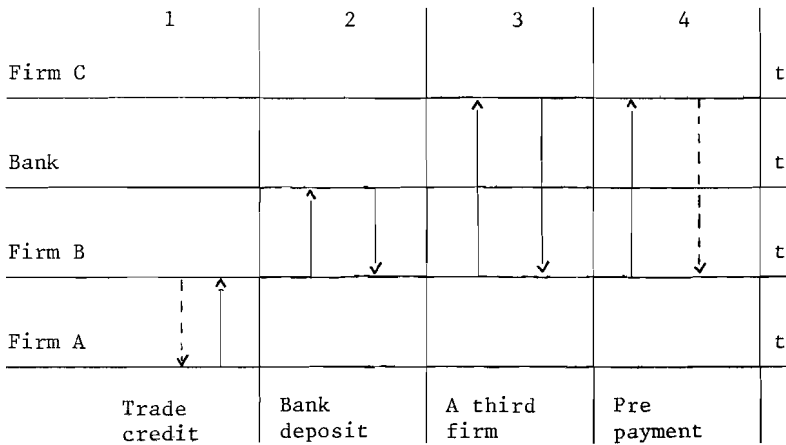 1 2 3 4
Firm C t
Bank t
Firm B t
Firm A t
Trade Bank A third Pre
credit deposit firm payment